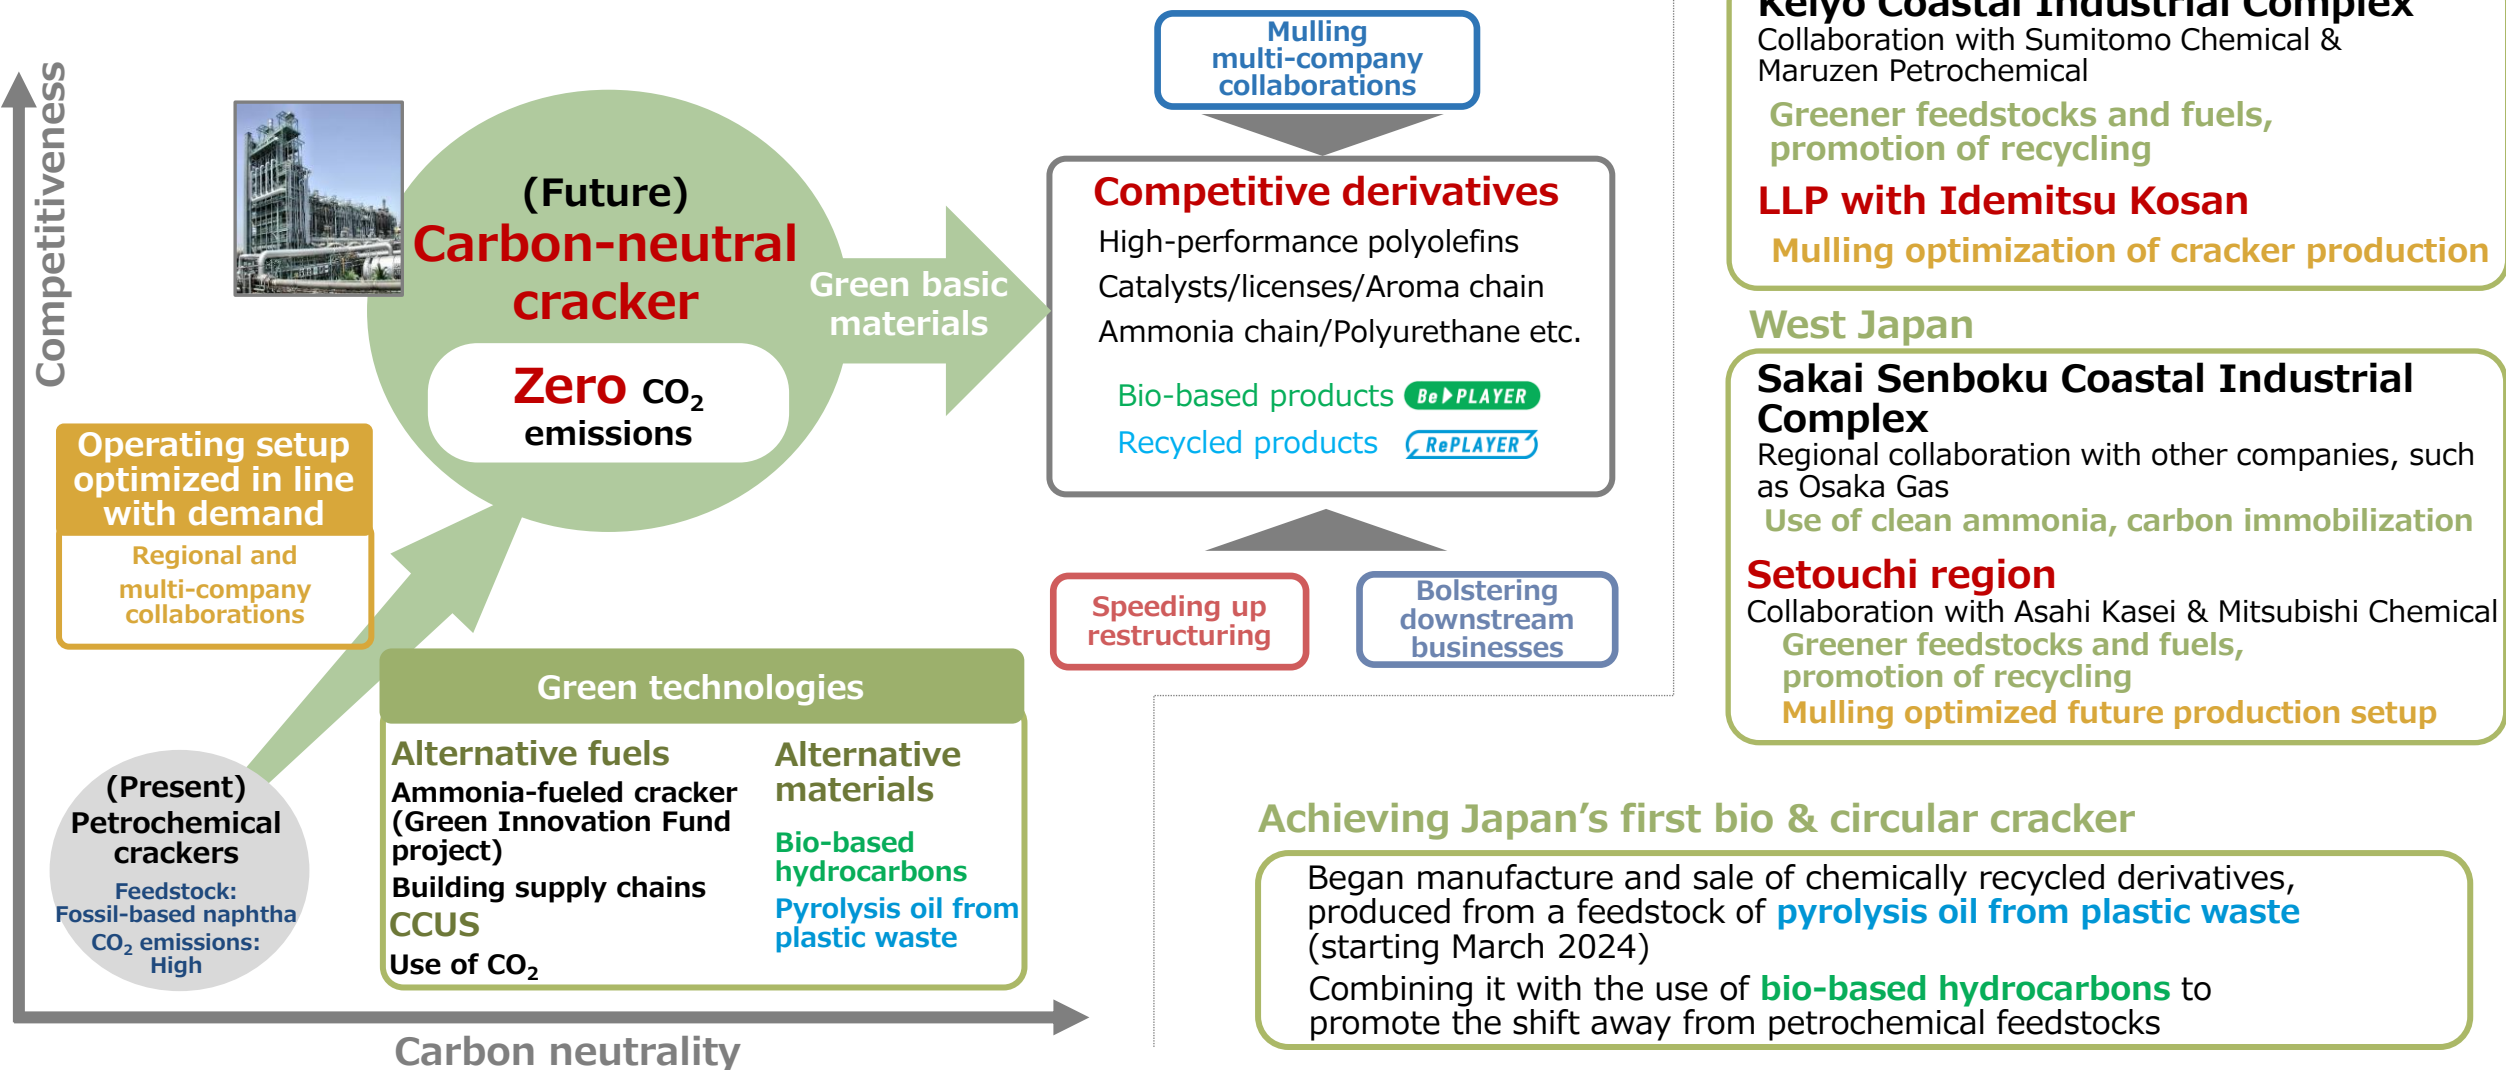 Competitiveness
(Future)
Carbon-neutral
cracker
Zero CO2
emissions
Green basic
materials
Operating setup
optimized in line
with demand
Regional and
multi-company
collaborations
(Present)
Petrochemical
crackers
Feedstock:
Fossil-based naphtha
CO2 emissions:
High
Green technologies
Alternative fuels
Ammonia-fueled cracker
(Green Innovation Fund
project)
Building supply chains
CCUS
Use of CO2
Alternative
materials
Bio-based
hydrocarbons
Pyrolysis oil from
plastic waste
Carbon neutrality
Mulling
multi-company
collaborations
Competitive derivatives
High-performance polyolefins
Catalysts/licenses/Aroma chain
Ammonia chain/Polyurethane etc.
Bio-based products Be PLAYER
Recycled products RePLAYER
Speeding up
restructuring
Bolstering
downstream
businesses
Keiyo Coastal Industrial Complex
Collaboration with Sumitomo Chemical &
Maruzen Petrochemical
Greener feedstocks and fuels,
promotion of recycling
LLP with Idemitsu Kosan
Mulling optimization of cracker production
West Japan
Sakai Senboku Coastal Industrial
Complex
Regional collaboration with other companies, such
as Osaka Gas
Use of clean ammonia, carbon immobilization
Setouchi region
Collaboration with Asahi Kasei & Mitsubishi Chemical
Greener feedstocks and fuels,
promotion of recycling
Mulling optimized future production setup
Achieving Japan's first bio & circular cracker
Began manufacture and sale of chemically recycled derivatives,
produced from a feedstock of pyrolysis oil from plastic waste
(starting March 2024)
Combining it with the use of bio-based hydrocarbons to
promote the shift away from petrochemical feedstocks